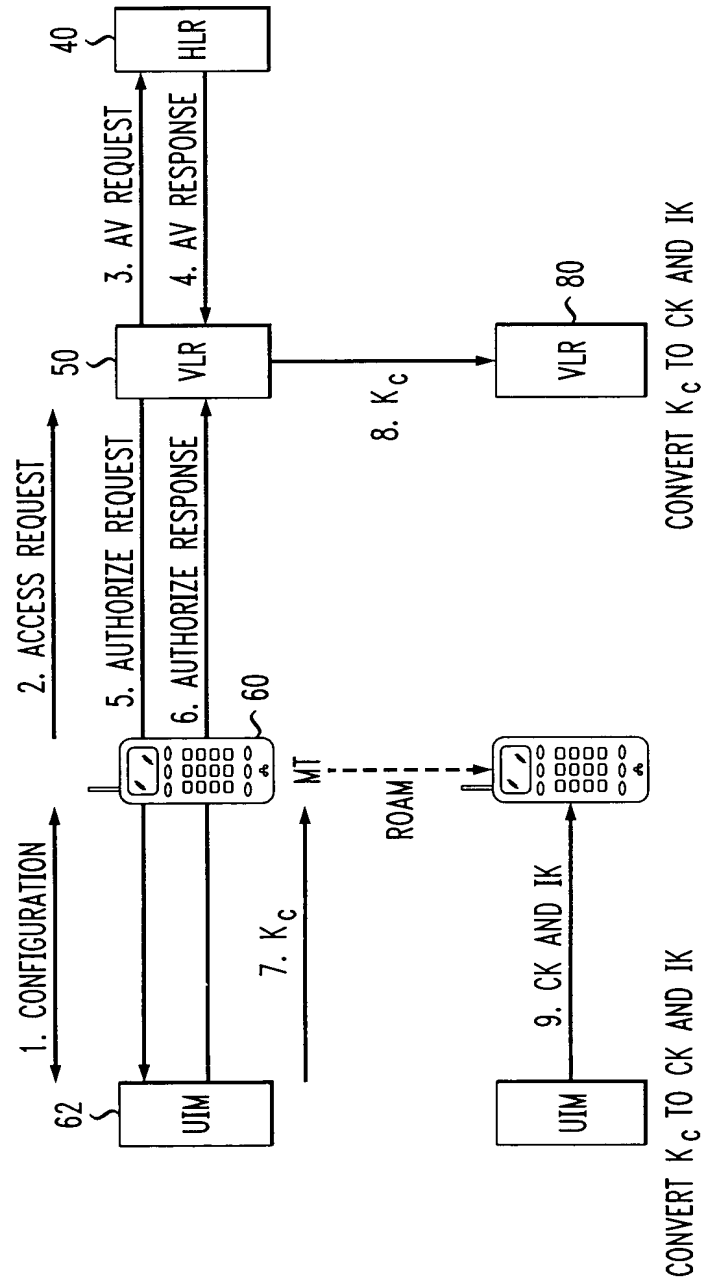 1. CONFIGURATION
2. ACCESS REQUEST
62
UIM
5. AUTHORIZE REQUEST
6. AUTHORIZE RESPONSE
60
MT
50
VLR
3. AV REQUEST
4. AV RESPONSE
40
HLR
7. Kc
ROAM
8. Kc
UIM
9. CK AND IK
VLR
80
CONVERT Kc TO CK AND IK
CONVERT Kc TO CK AND IK